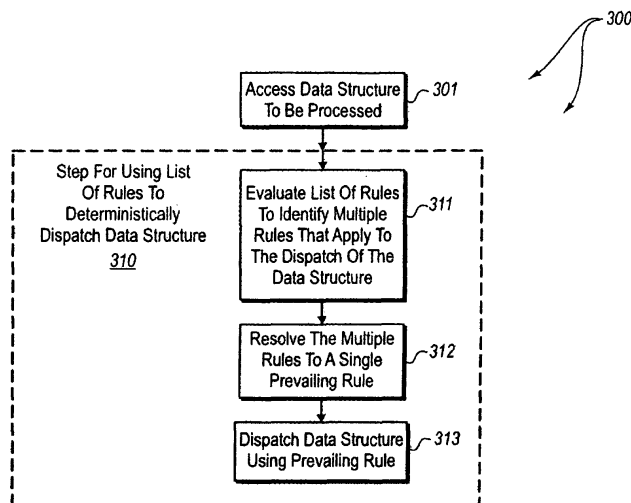 300
Access Data Structure
To Be Processed
301
Step For Using List
Of Rules To
Deterministically
Dispatch Data Structure
310
Evaluate List Of Rules
To Identify Multiple
Rules That Apply To
The Dispatch Of The
Data Structure
311
Resolve The Multiple
Rules To A Single
Prevailing Rule
312
Dispatch Data Structure
Using Prevailing Rule
313